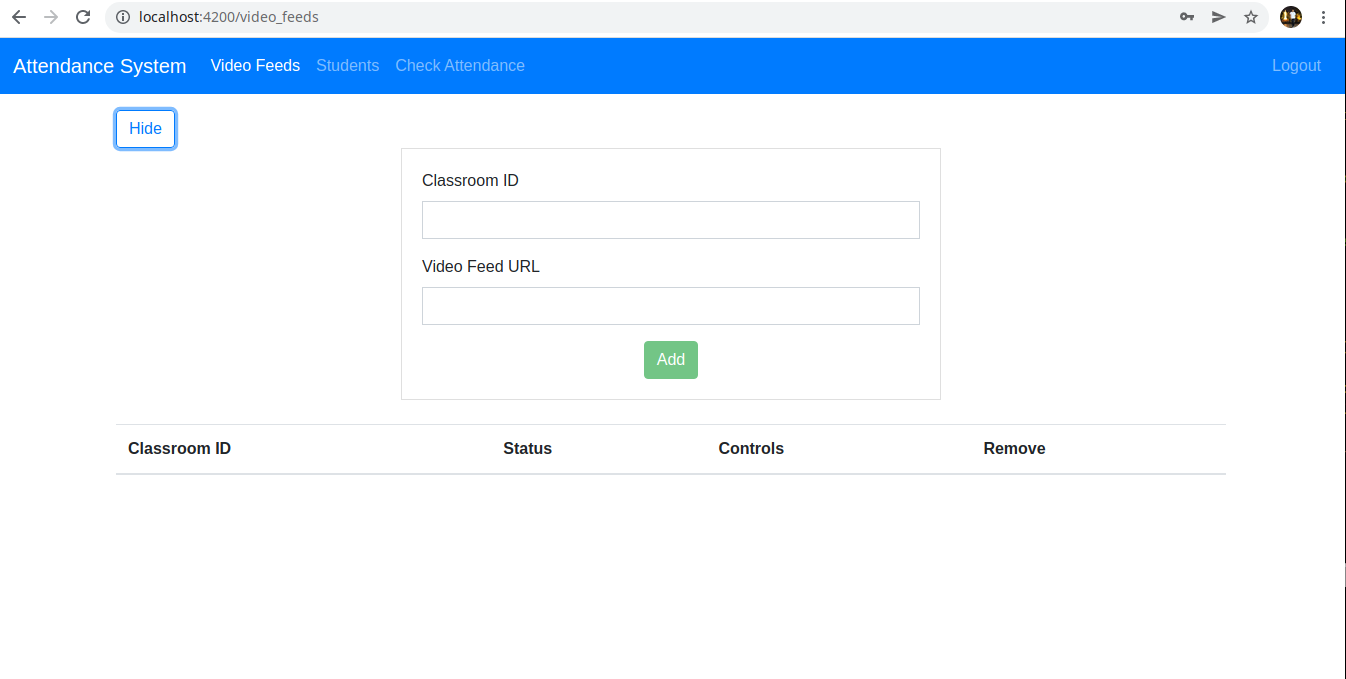 localhost:4200/video_feeds
Attendance System Video Feeds Students Check Attendance Logout
Hide
Classroom ID
Video Feed URL
Add
Classroom ID Status Controls Remove